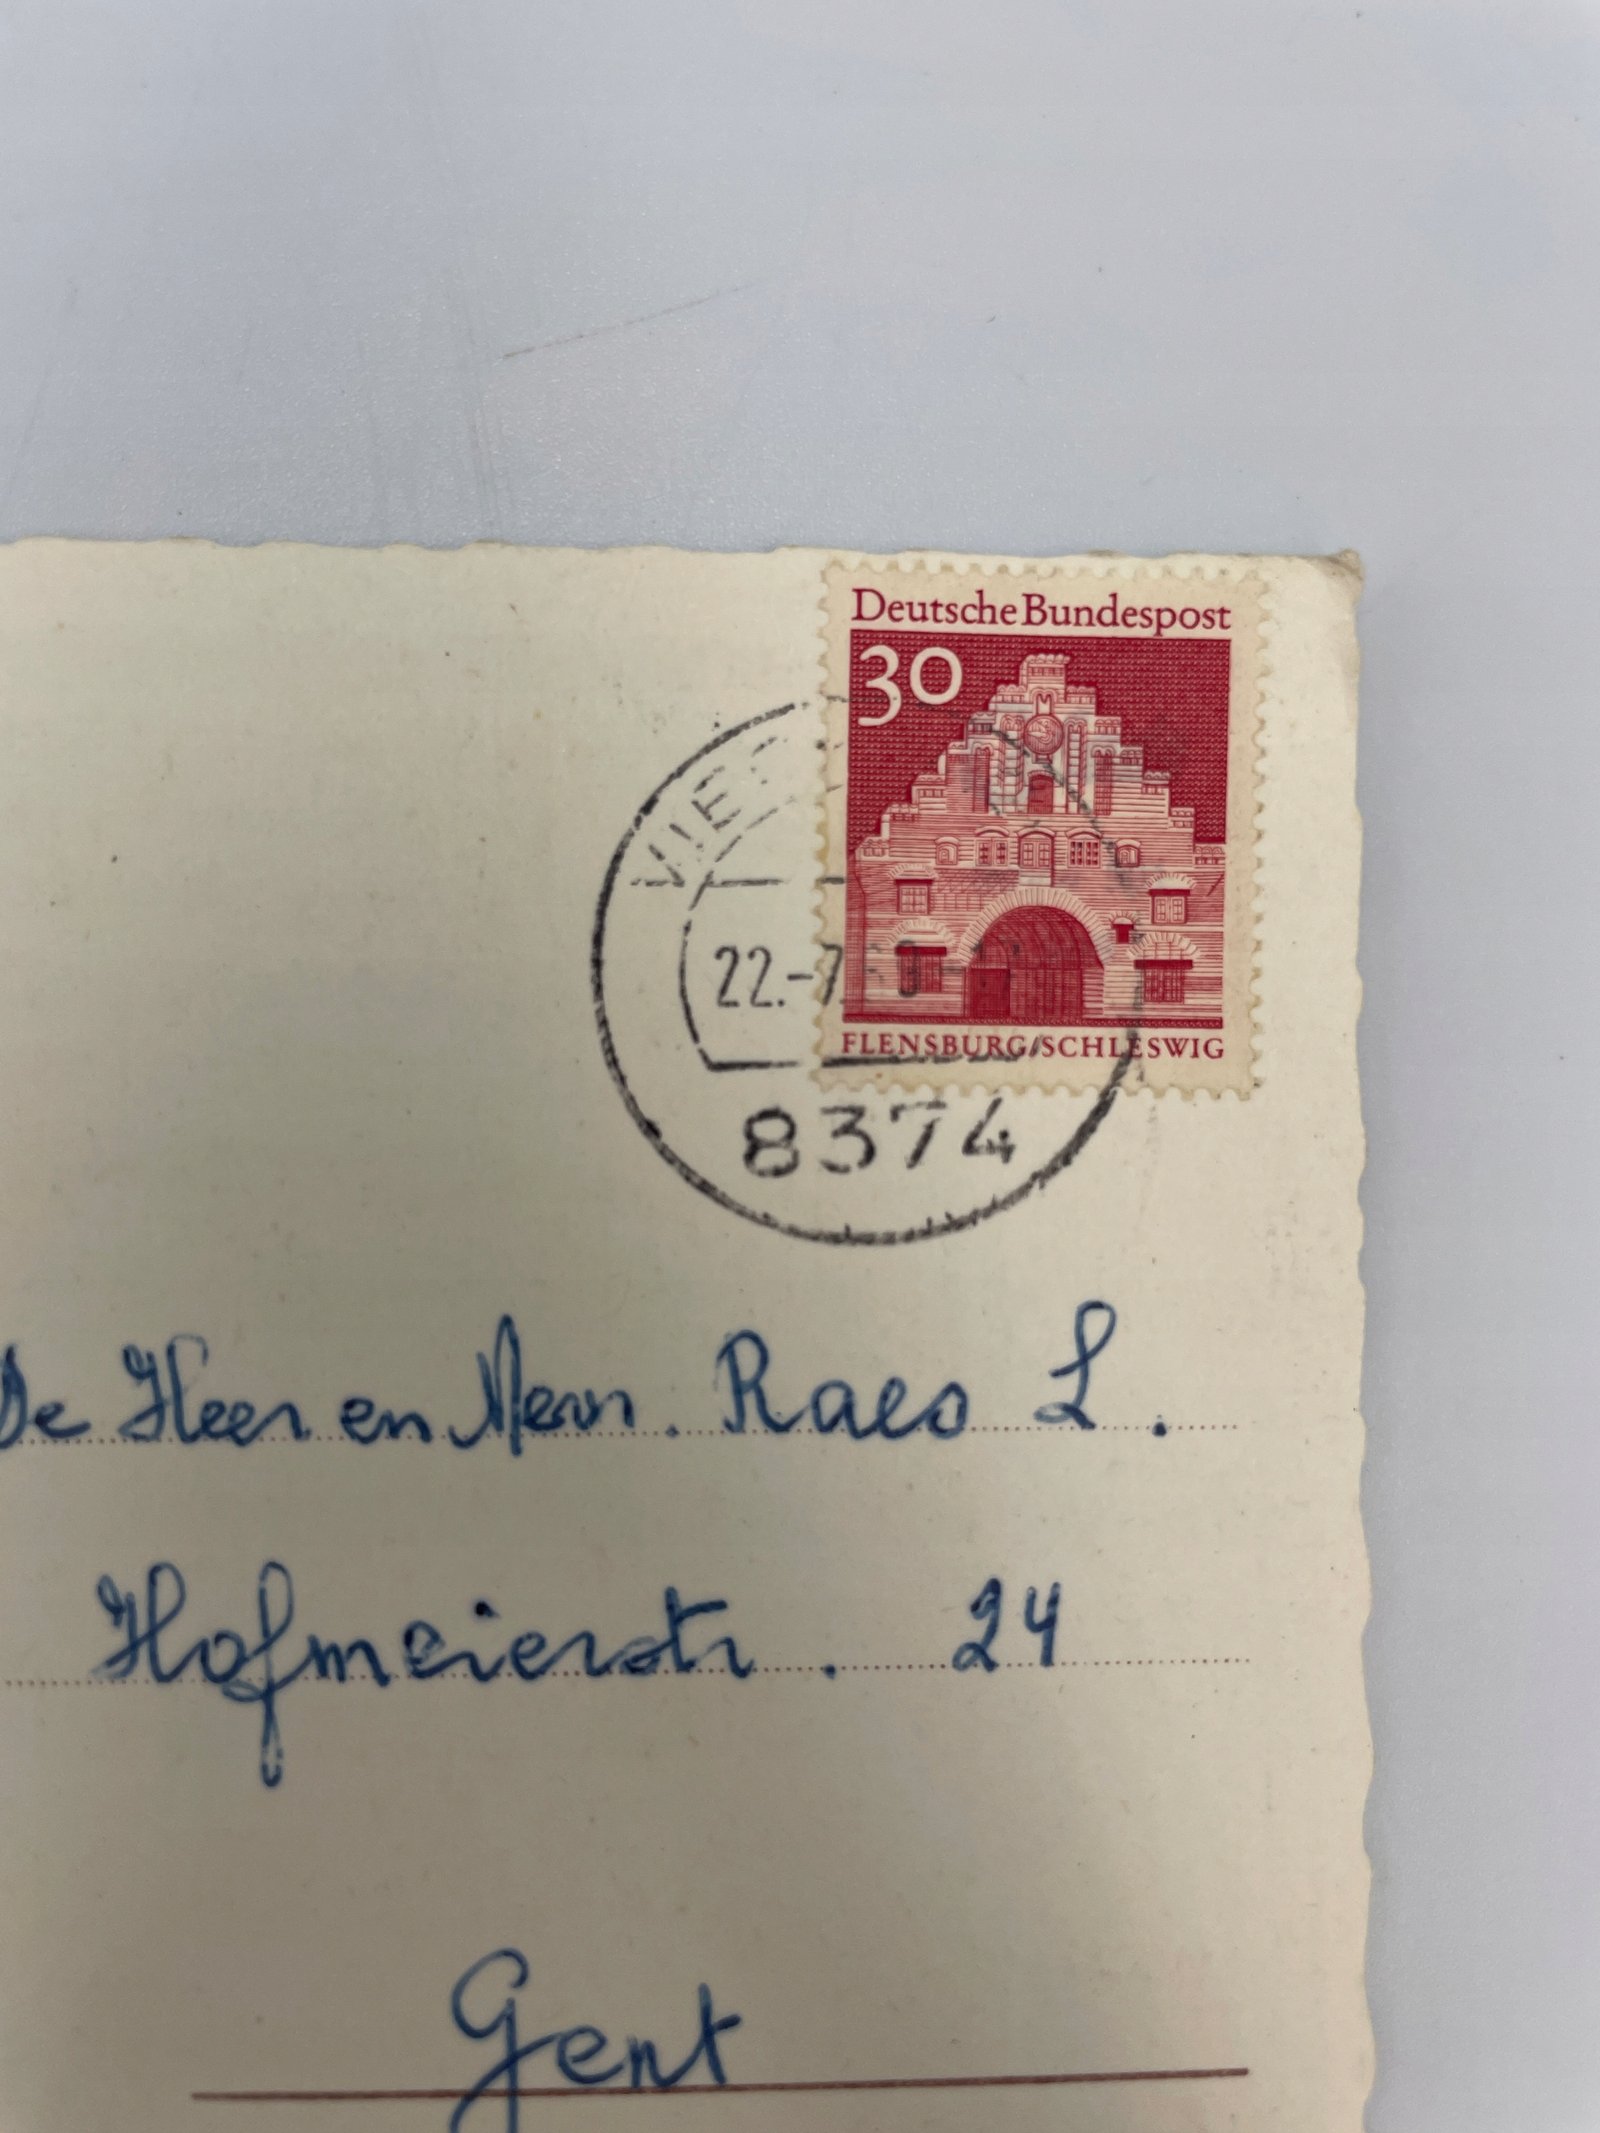 Deutsche Bundespost
30
22.-7.
FLENSBURG/SCHLESWIG
8374
De Heer en Mevr. Raes L.
Hofmeierstr. 24
Gent